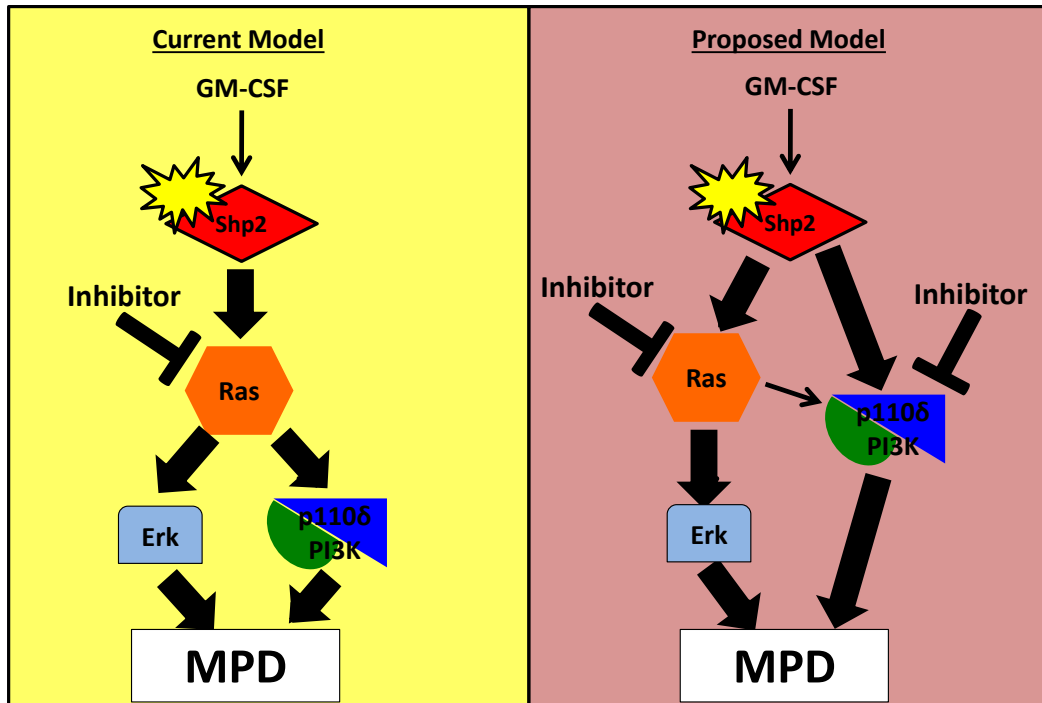 Current Model
GM-CSF
Shp2
Inhibitor
Ras
Erk
p110δ
PI3K
MPD
Proposed Model
GM-CSF
Shp2
Inhibitor
Inhibitor
Ras
p110δ
PI3K
Erk
MPD